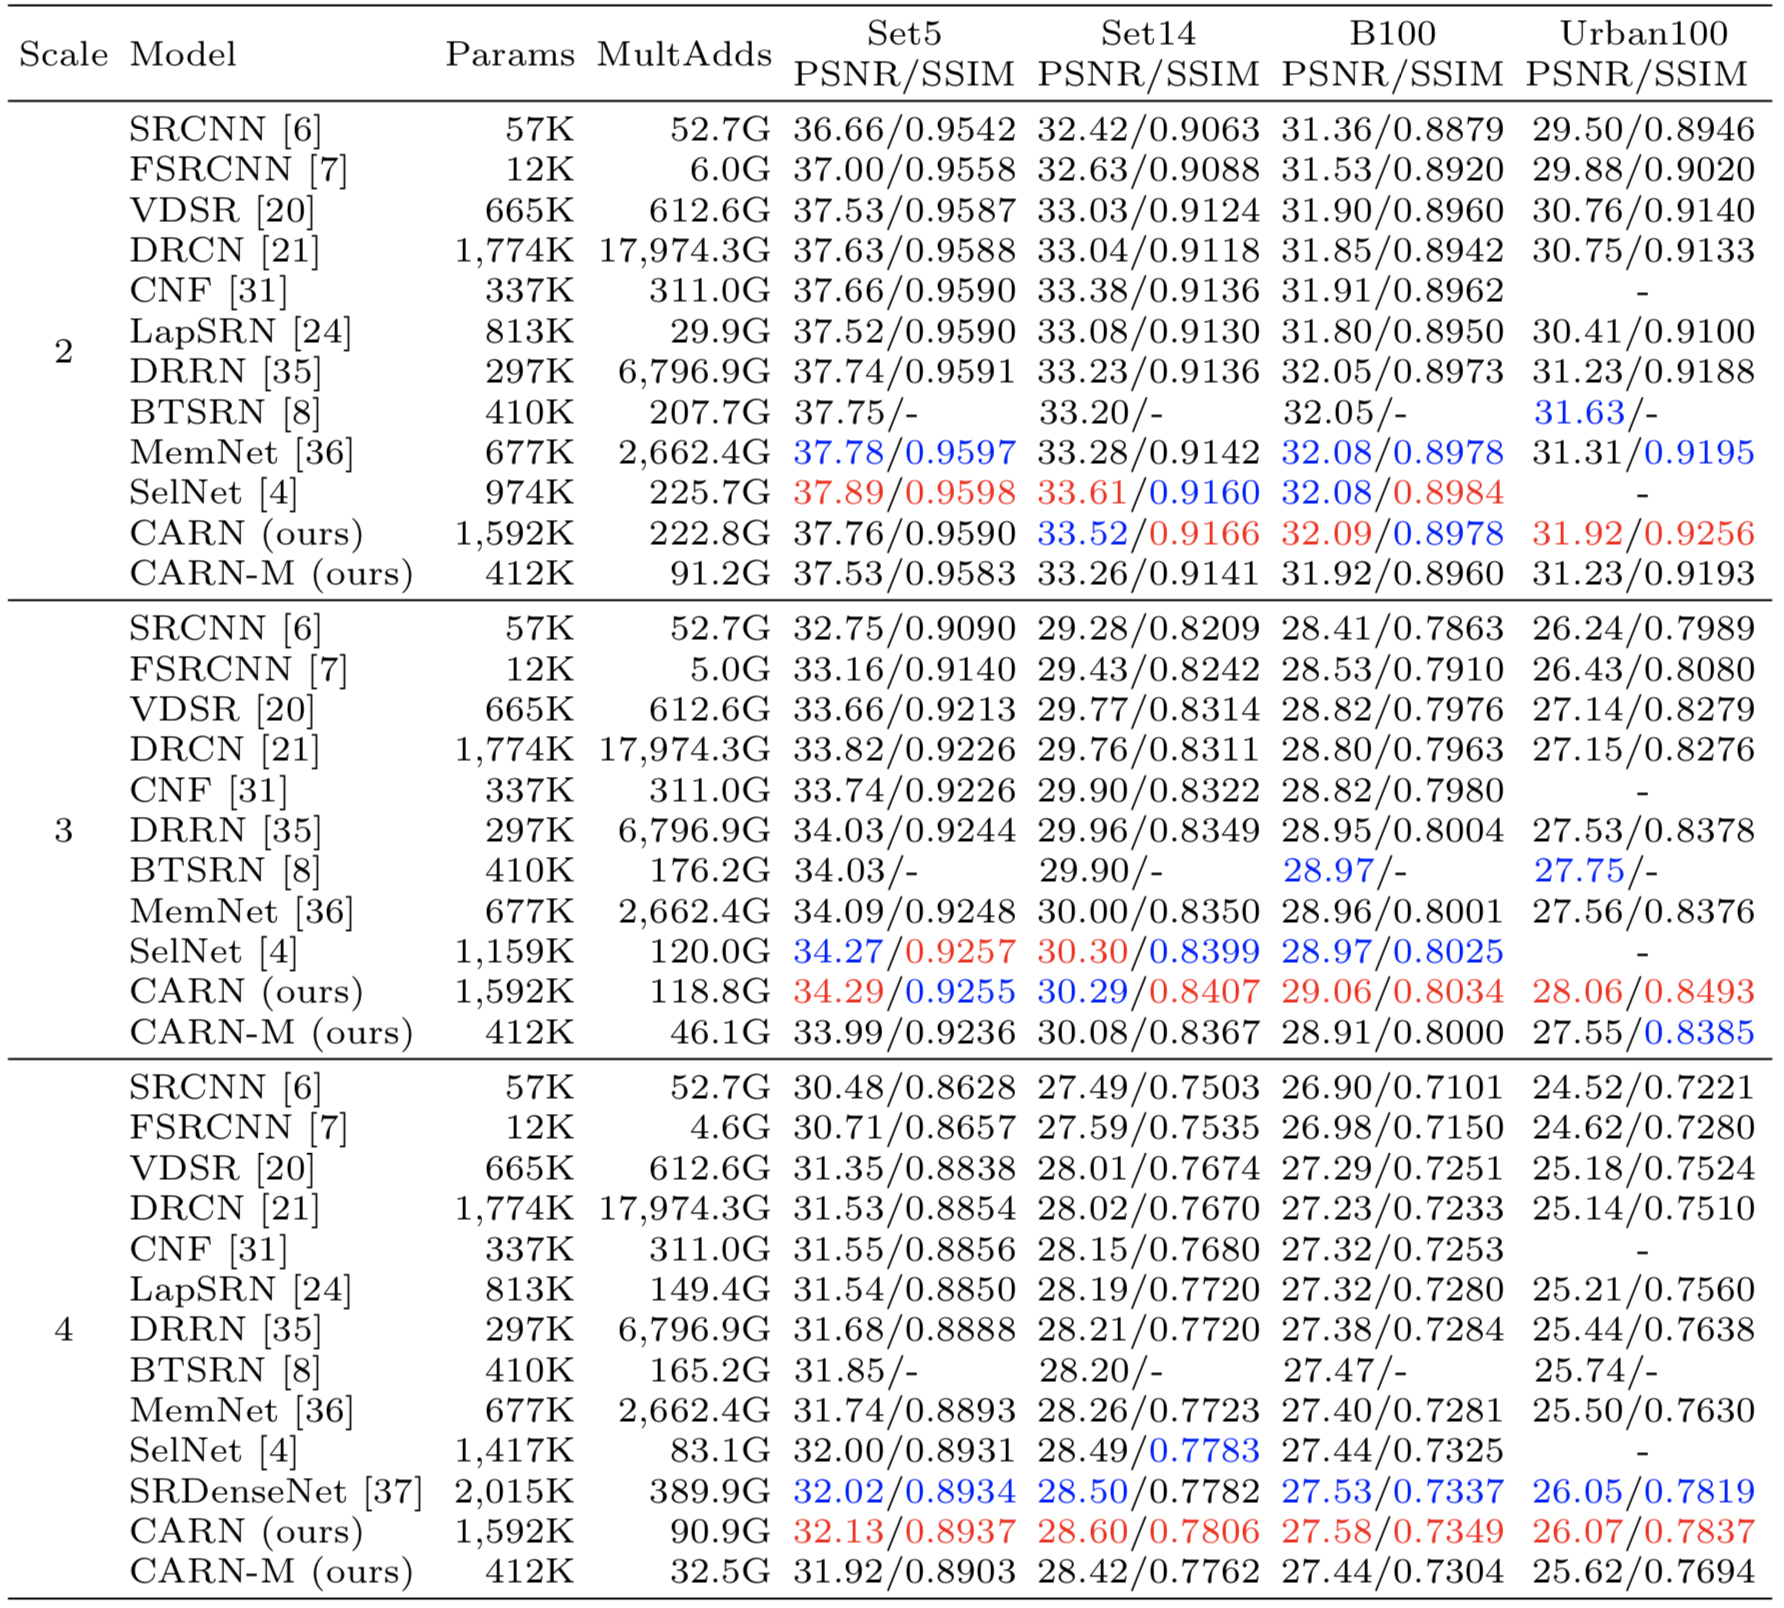 Scale Model Params MultAdds Set5 PSNR/SSIM Set14 PSNR/SSIM B100 PSNR/SSIM Urban100 PSNR/SSIM
SRCNN [6] 57K 52.7G 36.66/0.9542 32.42/0.9063 31.36/0.8879 29.50/0.8946
FSRCNN [7] 12K 6.0G 37.00/0.9558 32.63/0.9088 31.53/0.8920 29.88/0.9020
VDSR [20] 665K 612.6G 37.53/0.9587 33.03/0.9124 31.90/0.8960 30.76/0.9140
DRCN [21] 1,774K 17,974.3G 37.63/0.9588 33.04/0.9118 31.85/0.8942 30.75/0.9133
CNF [31] 337K 311.0G 37.66/0.9590 33.38/0.9136 31.91/0.8962 -
LapSRN [24] 813K 29.9G 37.52/0.9590 33.08/0.9130 31.80/0.8950 30.41/0.9100
2
DRRN [35] 297K 6,796.9G 37.74/0.9591 33.23/0.9136 32.05/0.8973 31.23/0.9188
BTSRN [8] 410K 207.7G 37.75/- 33.20/- 32.05/- 31.63/-
MemNet [36] 677K 2,662.4G 37.78/0.9597 33.28/0.9142 32.08/0.8978 31.31/0.9195
SelNet [4] 974K 225.7G 37.89/0.9598 33.61/0.9160 32.08/0.8984 -
CARN (ours) 1,592K 222.8G 37.76/0.9590 33.52/0.9166 32.09/0.8978 31.92/0.9256
CARN-M (ours) 412K 91.2G 37.53/0.9583 33.26/0.9141 31.92/0.8960 31.23/0.9193
SRCNN [6] 57K 52.7G 32.75/0.9090 29.28/0.8209 28.41/0.7863 26.24/0.7989
FSRCNN [7] 12K 5.0G 33.16/0.9140 29.43/0.8242 28.53/0.7910 26.43/0.8080
VDSR [20] 665K 612.6G 33.66/0.9213 29.77/0.8314 28.82/0.7976 27.14/0.8279
DRCN [21] 1,774K 17,974.3G 33.82/0.9226 29.76/0.8311 28.80/0.7963 27.15/0.8276
CNF [31] 337K 311.0G 33.74/0.9226 29.90/0.8322 28.82/0.7980 -
3 DRRN [35] 297K 6,796.9G 34.03/0.9244 29.96/0.8349 28.95/0.8004 27.53/0.8378
BTSRN [8] 410K 176.2G 34.03/- 29.90/- 28.97/- 27.75/-
MemNet [36] 677K 2,662.4G 34.09/0.9248 30.00/0.8350 28.96/0.8001 27.56/0.8376
SelNet [4] 1,159K 120.0G 34.27/0.9257 30.30/0.8399 28.97/0.8025 -
CARN (ours) 1,592K 118.8G 34.29/0.9255 30.29/0.8407 29.06/0.8034 28.06/0.8493
CARN-M (ours) 412K 46.1G 33.99/0.9236 30.08/0.8367 28.91/0.8000 27.55/0.8385
SRCNN [6] 57K 52.7G 30.48/0.8628 27.49/0.7503 26.90/0.7101 24.52/0.7221
FSRCNN [7] 12K 4.6G 30.71/0.8657 27.59/0.7535 26.98/0.7150 24.62/0.7280
VDSR [20] 665K 612.6G 31.35/0.8838 28.01/0.7674 27.29/0.7251 25.18/0.7524
DRCN [21] 1,774K 17,974.3G 31.53/0.8854 28.02/0.7670 27.23/0.7233 25.14/0.7510
CNF [31] 337K 311.0G 31.55/0.8856 28.15/0.7680 27.32/0.7253 -
LapSRN [24] 813K 149.4G 31.54/0.8850 28.19/0.7720 27.32/0.7280 25.21/0.7560
4 DRRN [35] 297K 6,796.9G 31.68/0.8888 28.21/0.7720 27.38/0.7284 25.44/0.7638
BTSRN [8] 410K 165.2G 31.85/- 28.20/- 27.47/- 25.74/-
MemNet [36] 677K 2,662.4G 31.74/0.8893 28.26/0.7723 27.40/0.7281 25.50/0.7630
SelNet [4] 1,417K 83.1G 32.00/0.8931 28.49/0.7783 27.44/0.7325 -
SRDenseNet [37] 2,015K 389.9G 32.02/0.8934 28.50/0.7782 27.53/0.7337 26.05/0.7819
CARN (ours) 1,592K 90.9G 32.13/0.8937 28.60/0.7806 27.58/0.7349 26.07/0.7837
CARN-M (ours) 412K 32.5G 31.92/0.8903 28.42/0.7762 27.44/0.7304 25.62/0.7694